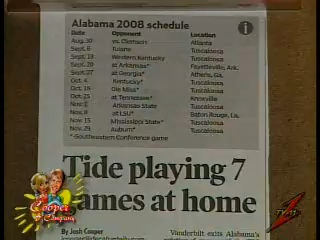 Alabama 2008 schedule
Date Opponent Location
Aug. 30 vs. Clemson Atlanta
Sept. 6 Tulane Tuscaloosa
Sept. 13 Western Kentucky Tuscaloosa
Sept. 20 at Arkansas* Fayetteville, Ark.
Sept. 27 at Georgia* Athens, Ga.
Oct. 4 Kentucky* Tuscaloosa
Oct. 18 Ole Miss* Tuscaloosa
Oct. 25 at Tennessee* Knoxville
Nov. 1 Arkansas State Tuscaloosa
Nov. 8 at LSU* Baton Rouge, La.
Nov. 15 Mississippi State* Tuscaloosa
Nov. 29 Auburn* Tuscaloosa
*-Southeastern Conference game
Tide playing 7
games at home
By Josh Cooper
Vanderbilt exits Alabama's
Cooper
Company